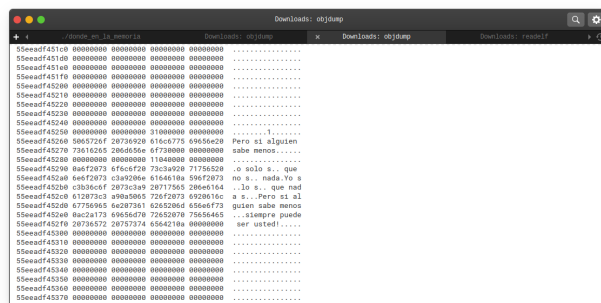 Downloads: objdump
./donde_en_la_memoria
Downloads: objdump
Downloads: objdump
Downloads: readelf
55eeadf451c0 00000000 00000000 00000000 00000000 ................
55eeadf451d0 00000000 00000000 00000000 00000000 ................
55eeadf451e0 00000000 00000000 00000000 00000000 ................
55eeadf451f0 00000000 00000000 00000000 00000000 ................
55eeadf45200 00000000 00000000 00000000 00000000 ................
55eeadf45210 00000000 00000000 00000000 00000000 ................
55eeadf45220 00000000 00000000 00000000 00000000 ................
55eeadf45230 00000000 00000000 00000000 00000000 ................
55eeadf45240 00000000 00000000 00000000 00000000 ................
55eeadf45250 00000000 00000000 31000000 00000000 ........1.......
55eeadf45260 5065726f 20736920 616c6775 69656e20 Pero si alguien
55eeadf45270 73616265 206d656e 6f730000 00000000 sabe menos......
55eeadf45280 00000000 00000000 11040000 00000000 ................
55eeadf45290 0a6f2073 6f6c6f20 73c3a920 71756520 .o solo s.. que
55eeadf452a0 6e6f2073 c3a9206e 6164610a 596f2073 no s.. nada.Yo s
55eeadf452b0 c3b36c6f 2073c3a9 20717565 206e6164 ..lo s.. que nad
55eeadf452c0 612073c3 a90a5065 726f2073 6920616c a s...Pero si al
55eeadf452d0 67756965 6e207361 6265206d 656e6f73 guien sabe menos
55eeadf452e0 0ac2a173 69656d70 72652070 75656465 ...siempre puede
55eeadf452f0 20736572 20757374 6564210a 00000000 ser usted!.....
55eeadf45300 00000000 00000000 00000000 00000000 ................
55eeadf45310 00000000 00000000 00000000 00000000 ................
55eeadf45320 00000000 00000000 00000000 00000000 ................
55eeadf45330 00000000 00000000 00000000 00000000 ................
55eeadf45340 00000000 00000000 00000000 00000000 ................
55eeadf45350 00000000 00000000 00000000 00000000 ................
55eeadf45360 00000000 00000000 00000000 00000000 ................
55eeadf45370 00000000 00000000 00000000 00000000 ................